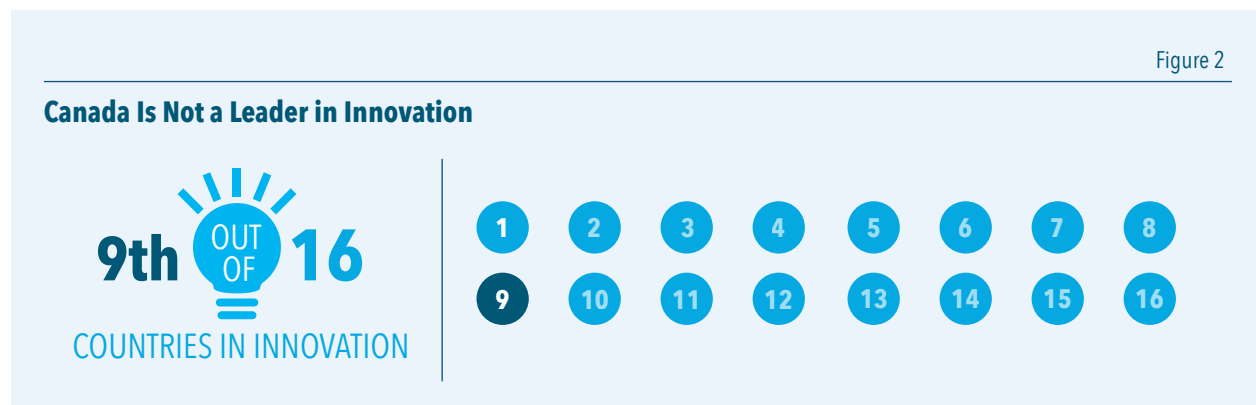 Figure 2
Canada Is Not a Leader in Innovation
9th OUT OF 16
COUNTRIES IN INNOVATION
1 2 3 4 5 6 7 8
9 10 11 12 13 14 15 16